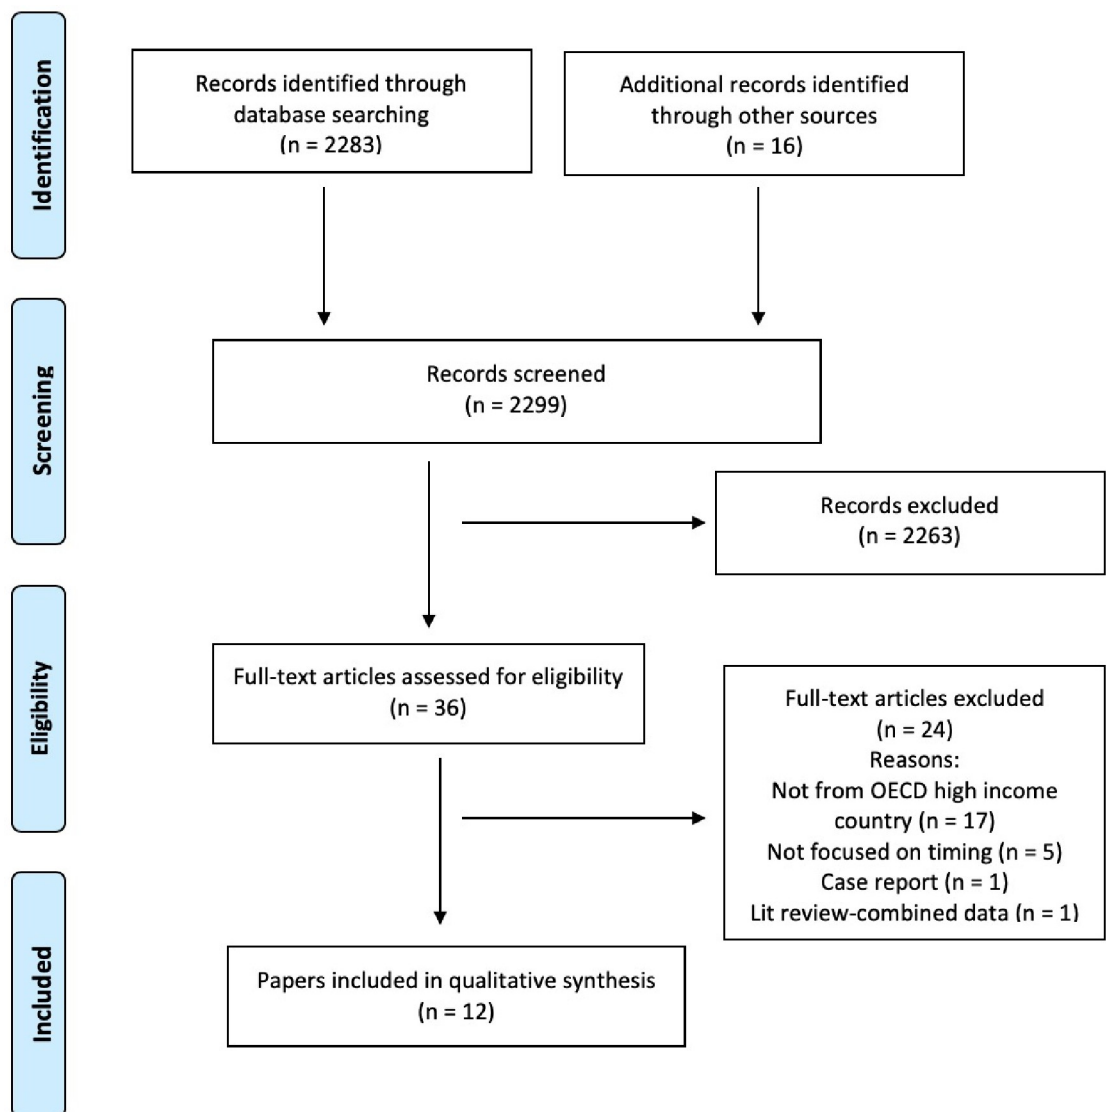 Identification
Records identified through
database searching
(n = 2283)
Additional records identified
through other sources
(n = 16)
Screening
Records screened
(n = 2299)
Records excluded
(n = 2263)
Eligibility
Full-text articles assessed for eligibility
(n = 36)
Full-text articles excluded
(n = 24)
Reasons:
Not from OECD high income
country (n = 17)
Not focused on timing (n = 5)
Case report (n = 1)
Lit review-combined data (n = 1)
Included
Papers included in qualitative synthesis
(n = 12)